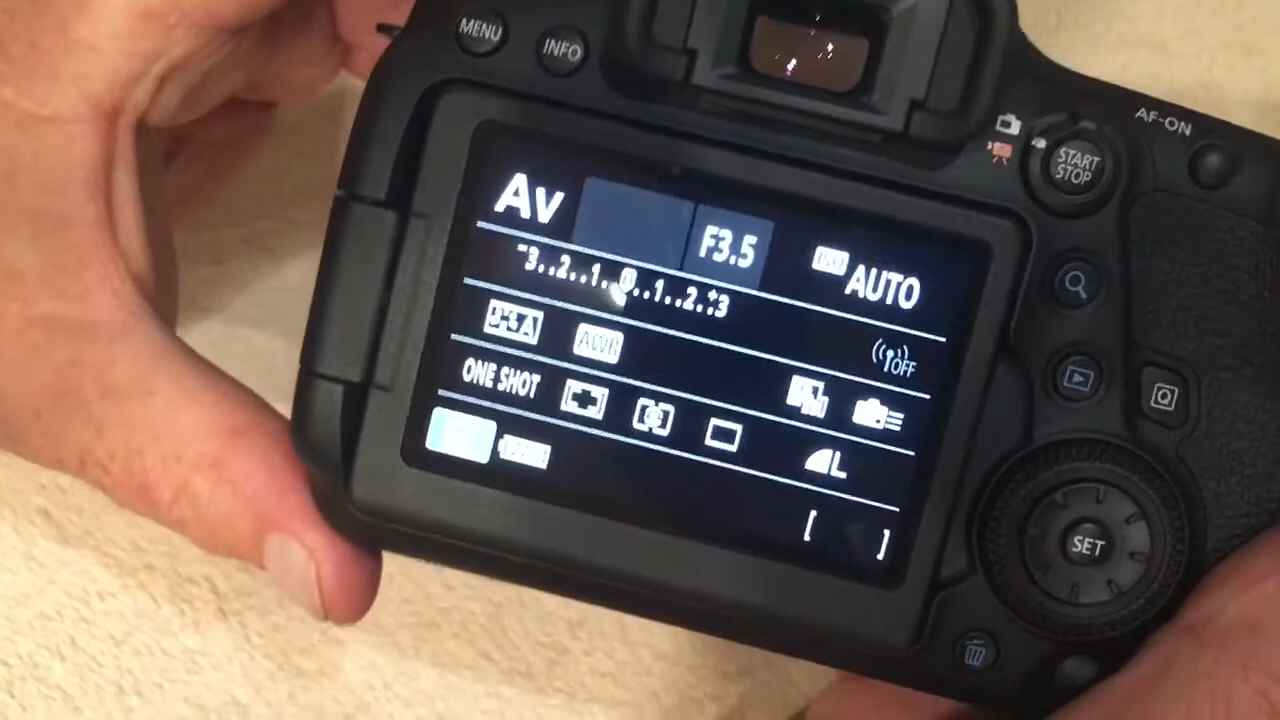 MENU
INFO
AF-ON
START
STOP
Av
F3.5
ISO AUTO
-3..2..1..0..1..2..+3
AWB
OFF
ONE SHOT
L
[ ]
Q
SET